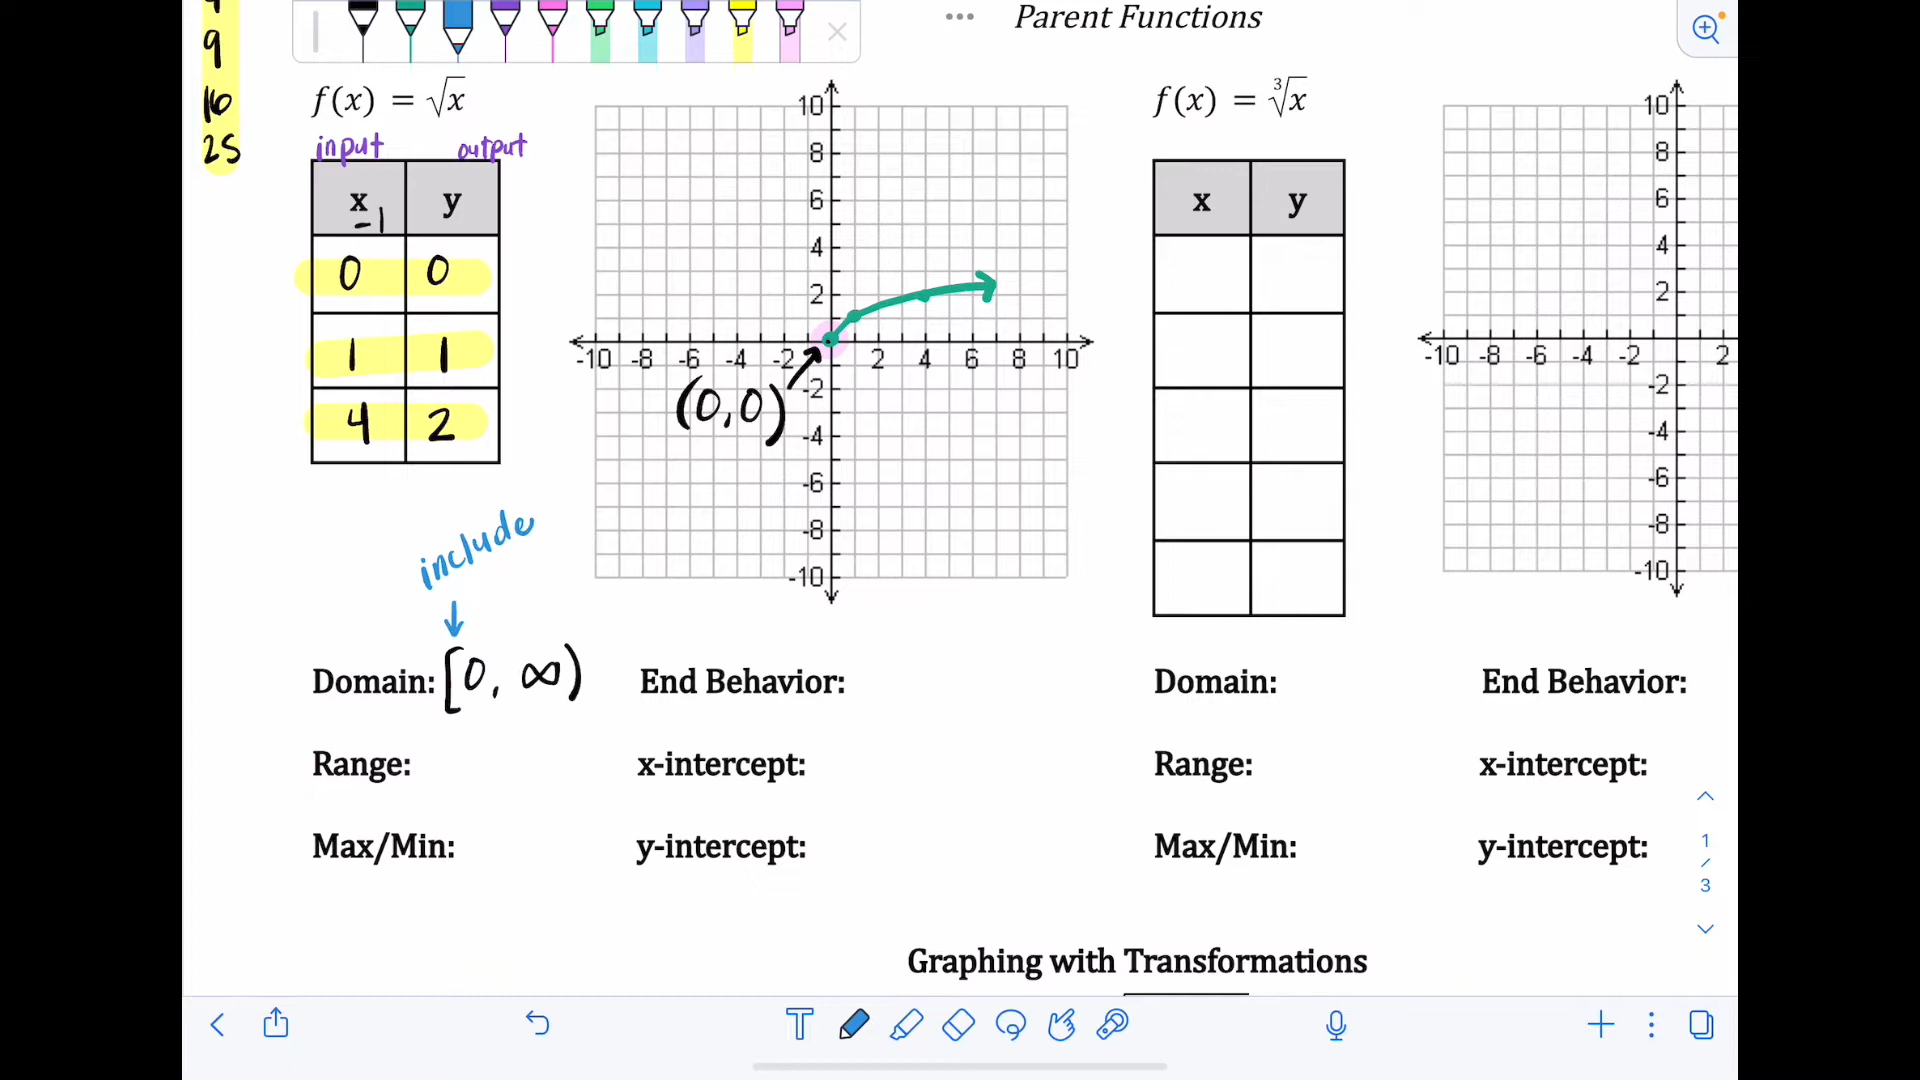 Parent Functions
9
16
25
f(x) = √x
input output
x y
-1
0 0
1 1
4 2
10
8
6
4
2
-10 -8 -6 -4 -2 2 4 6 8 10
-2
-4
-6
-8
-10
(0,0)
f(x) = ∛x
x y
10
8
6
4
2
-10 -8 -6 -4 -2 2
-2
-4
-6
-8
-10
include
Domain: [0, ∞) End Behavior:
Range: x-intercept:
Max/Min: y-intercept:
Domain: End Behavior:
Range: x-intercept:
Max/Min: y-intercept:
1
/
3
Graphing with Transformations